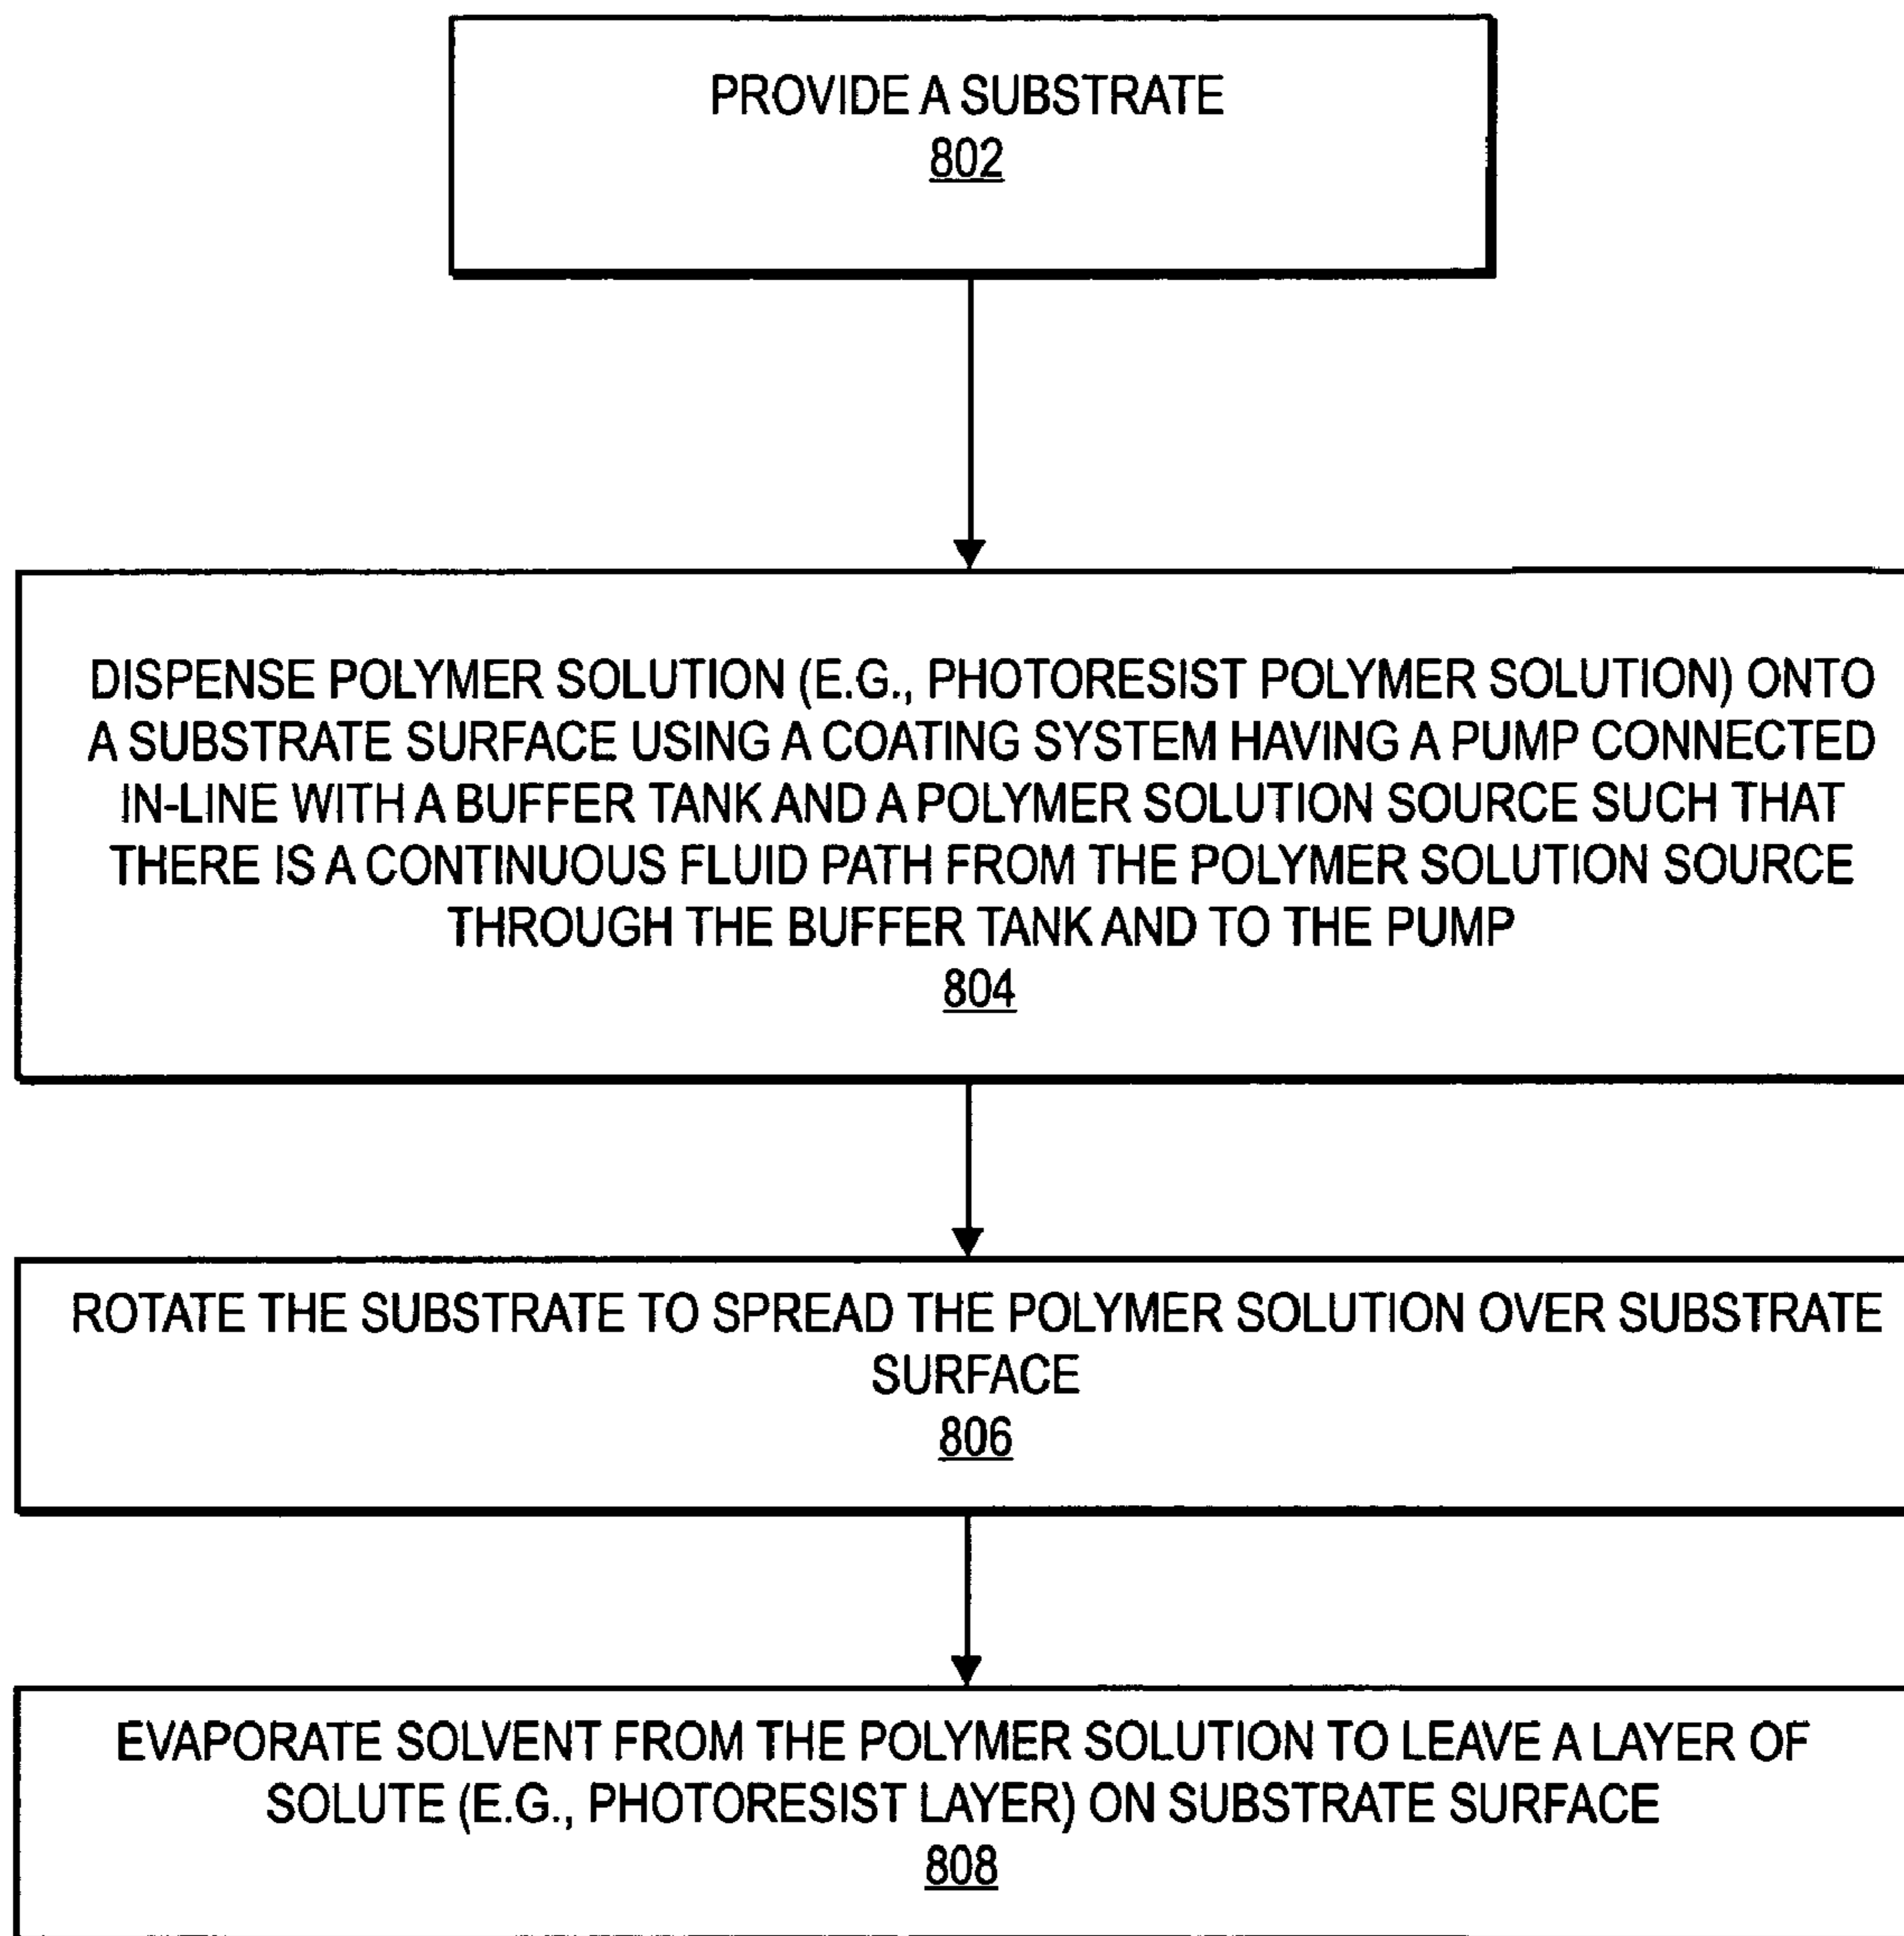 PROVIDE A SUBSTRATE
802
DISPENSE POLYMER SOLUTION (E.G., PHOTORESIST POLYMER SOLUTION) ONTO
A SUBSTRATE SURFACE USING A COATING SYSTEM HAVING A PUMP CONNECTED
IN-LINE WITH A BUFFER TANK AND A POLYMER SOLUTION SOURCE SUCH THAT
THERE IS A CONTINUOUS FLUID PATH FROM THE POLYMER SOLUTION SOURCE
THROUGH THE BUFFER TANK AND TO THE PUMP
804
ROTATE THE SUBSTRATE TO SPREAD THE POLYMER SOLUTION OVER SUBSTRATE
SURFACE
806
EVAPORATE SOLVENT FROM THE POLYMER SOLUTION TO LEAVE A LAYER OF
SOLUTE (E.G., PHOTORESIST LAYER) ON SUBSTRATE SURFACE
808